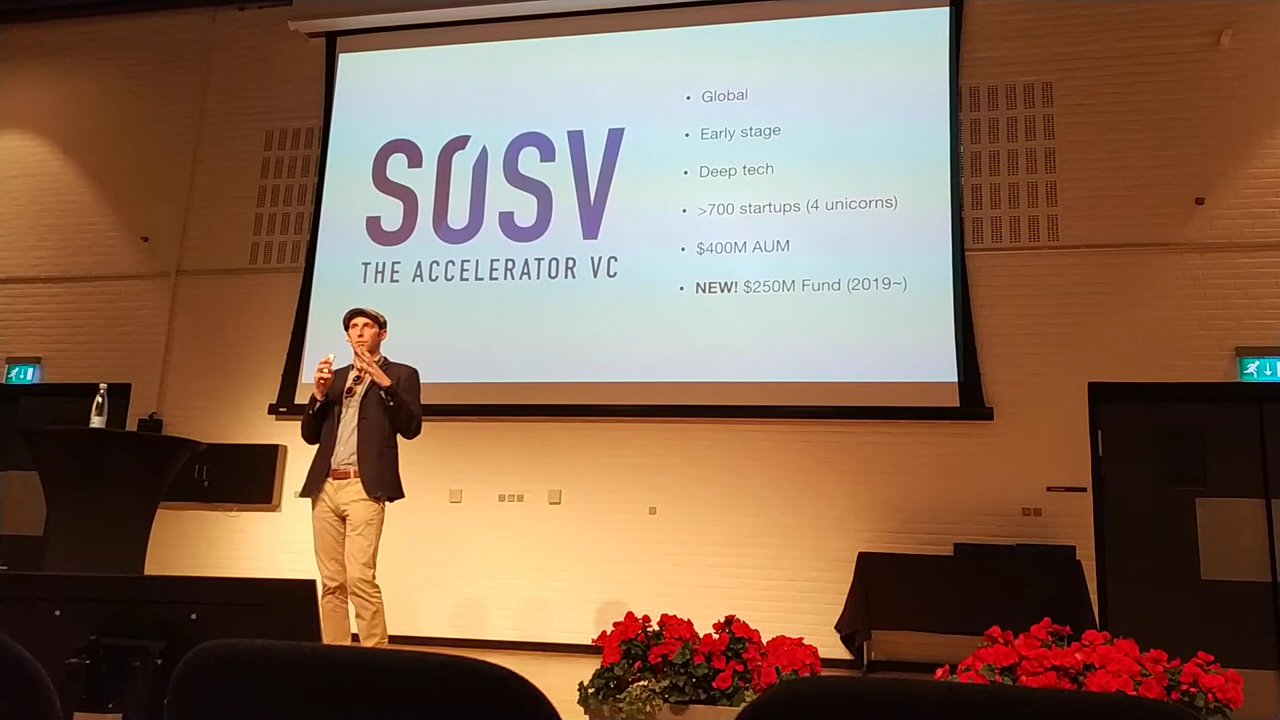 SOSV
THE ACCELERATOR VC
• Global
• Early stage
• Deep tech
• >700 startups (4 unicorns)
• $400M AUM
• NEW! $250M Fund (2019~)